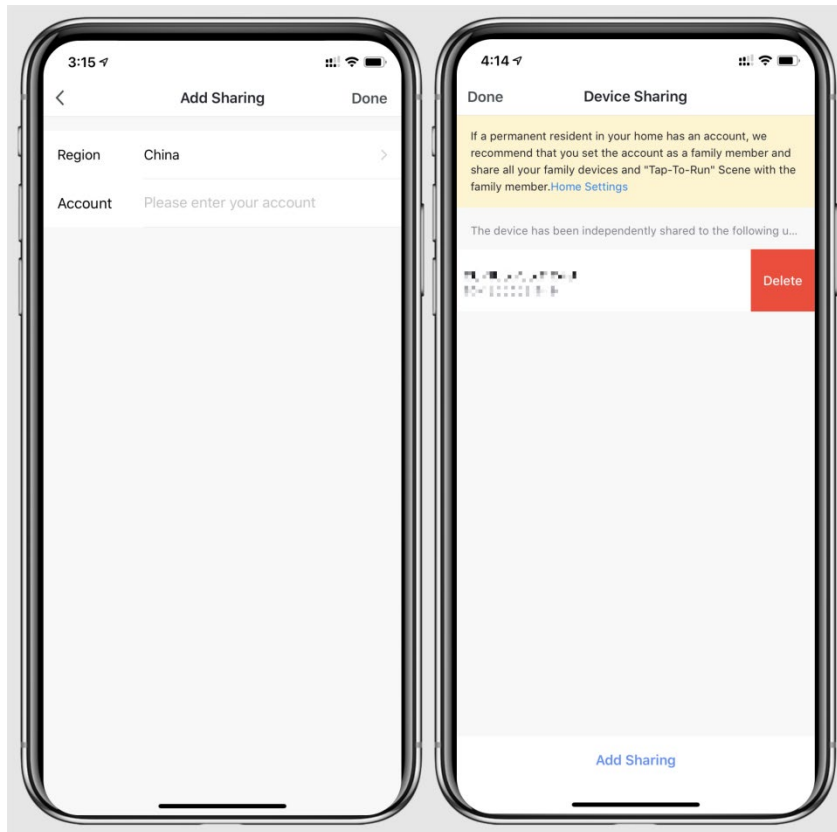 3:15
Add Sharing
Done
Region
China
Account
Please enter your account
4:14
Done
Device Sharing
If a permanent resident in your home has an account, we
recommend that you set the account as a family member and
share all your family devices and "Tap-To-Run" Scene with the
family member.Home Settings
The device has been independently shared to the following u...
Delete
Add Sharing